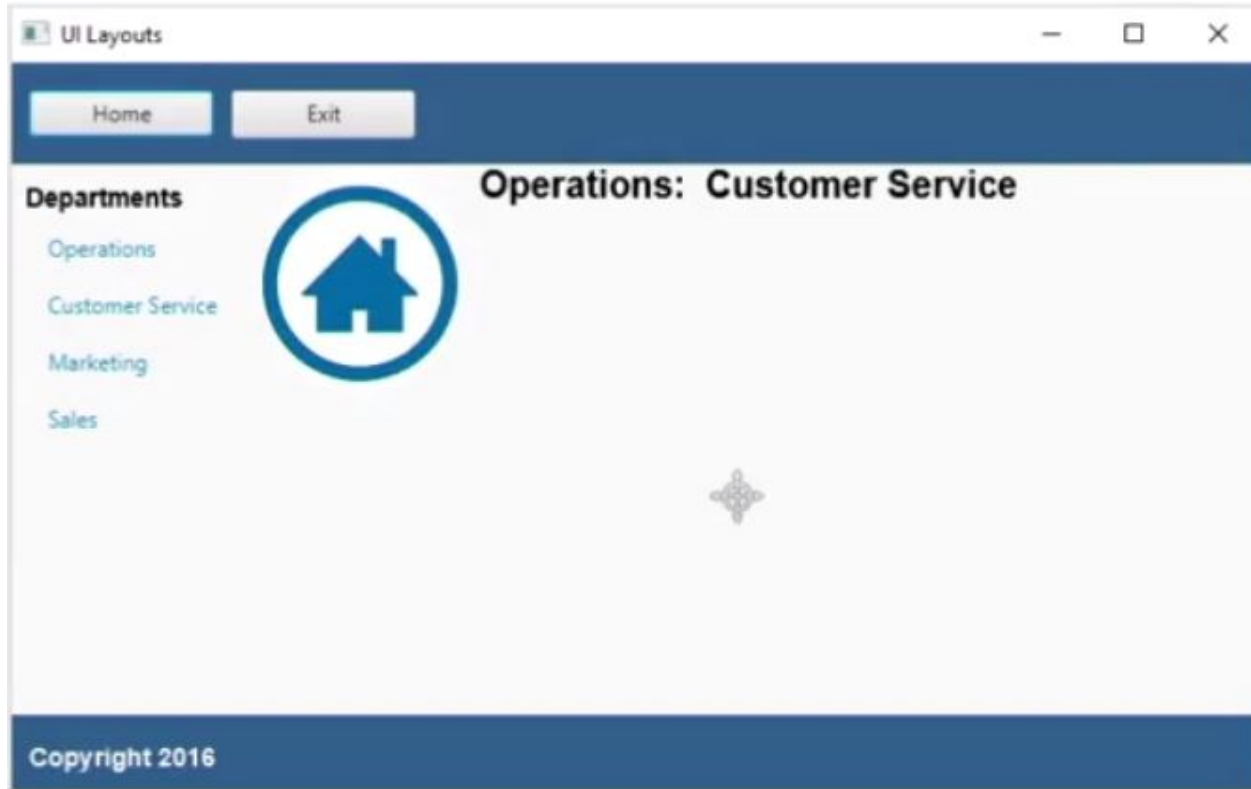 UI Layouts
Home Exit
Departments
Operations
Customer Service
Marketing
Sales
Operations: Customer Service
Copyright 2016